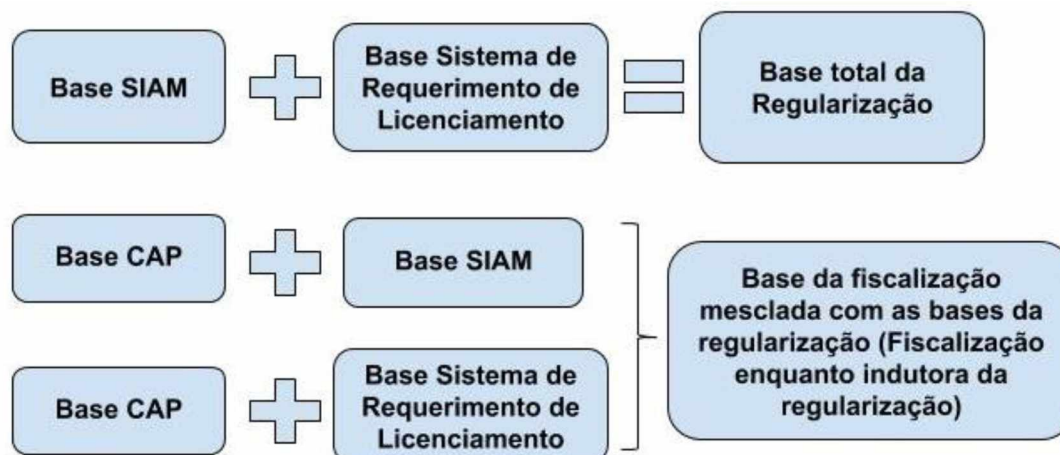 Base SIAM
Base Sistema de
Requerimento de
Licenciamento
Base total da
Regularização
Base CAP
Base SIAM
Base CAP
Base Sistema de
Requerimento de
Licenciamento
Base da fiscalização
mesclada com as bases da
regularização (Fiscalização
enquanto indutora da
regularização)